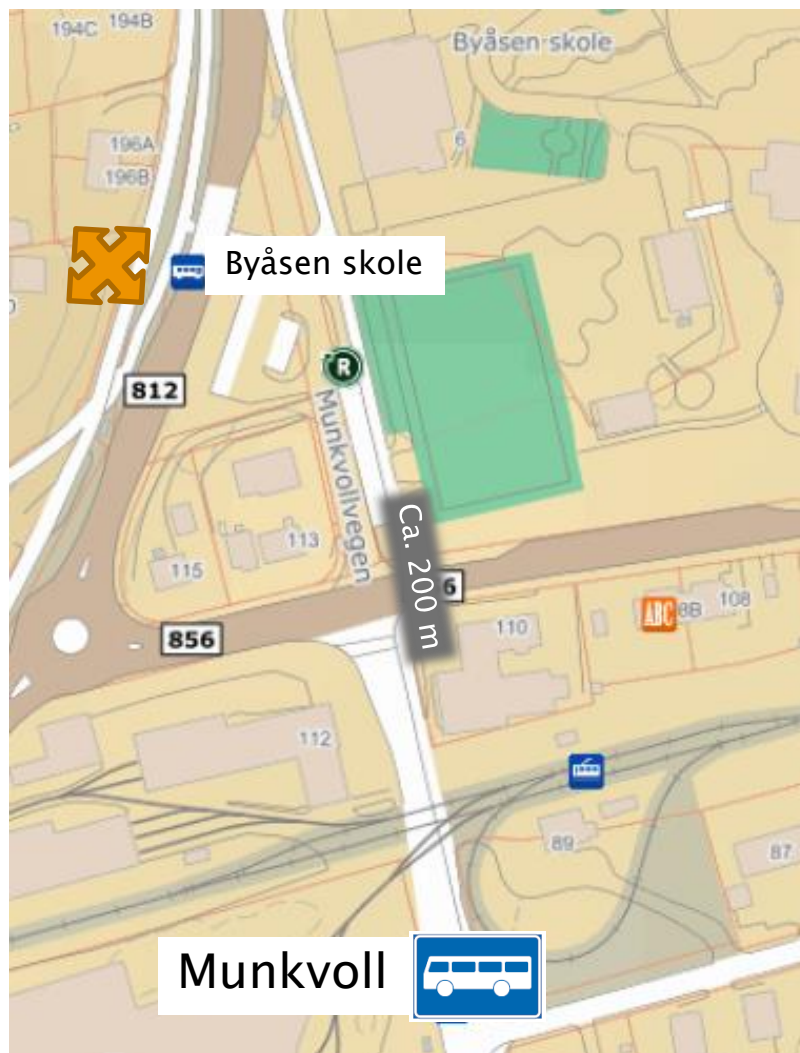 194C 194B
Byåsen skole
196A
196B
6
Byåsen skole
812
R
Munkvollvegen
Ca. 200 m
113
115
6
856
ABC
8B
108
110
112
89
87
Munkvoll